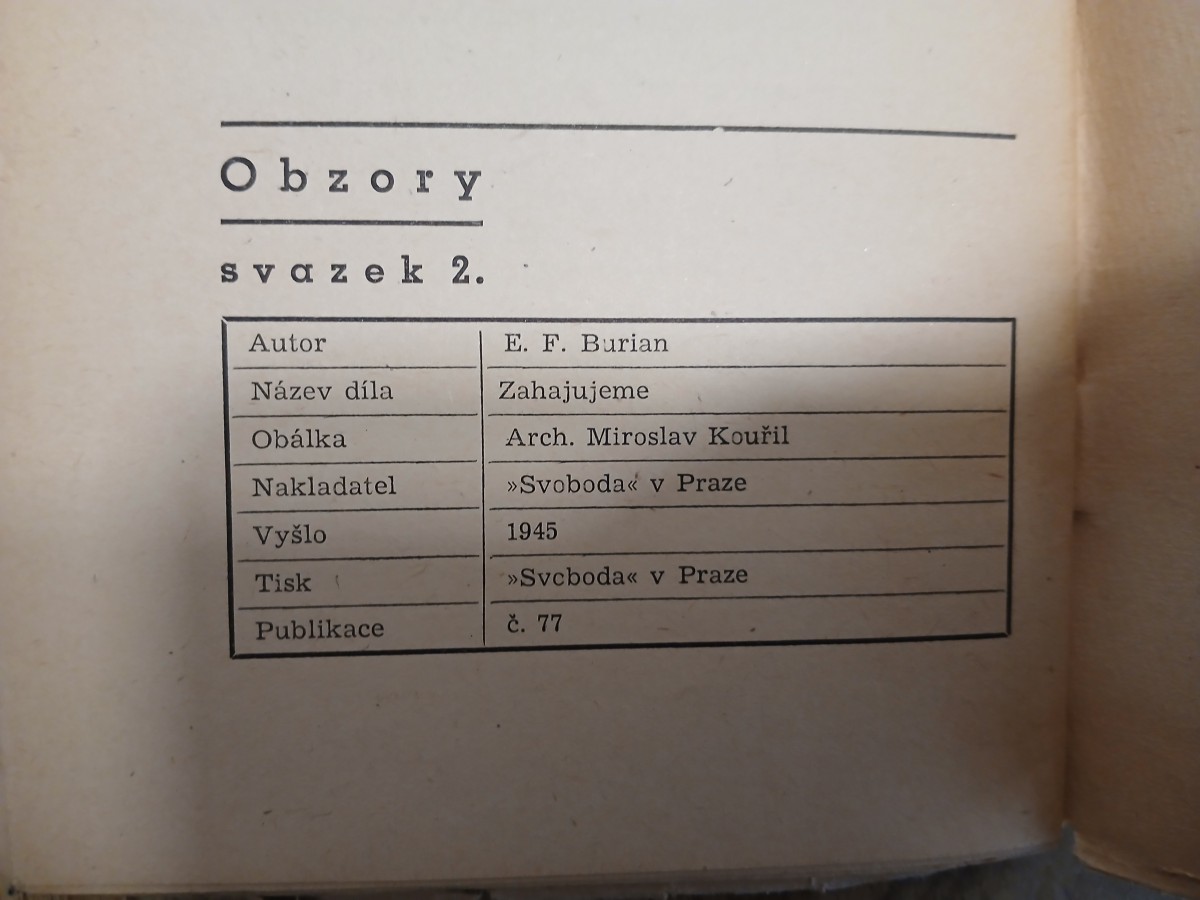 Obzory
svazek 2.
Autor E. F. Burian
Název díla Zahajujeme
Obálka Arch. Miroslav Kouřil
Nakladatel »Svoboda« v Praze
Vyšlo 1945
Tisk »Svoboda« v Praze
Publikace č. 77